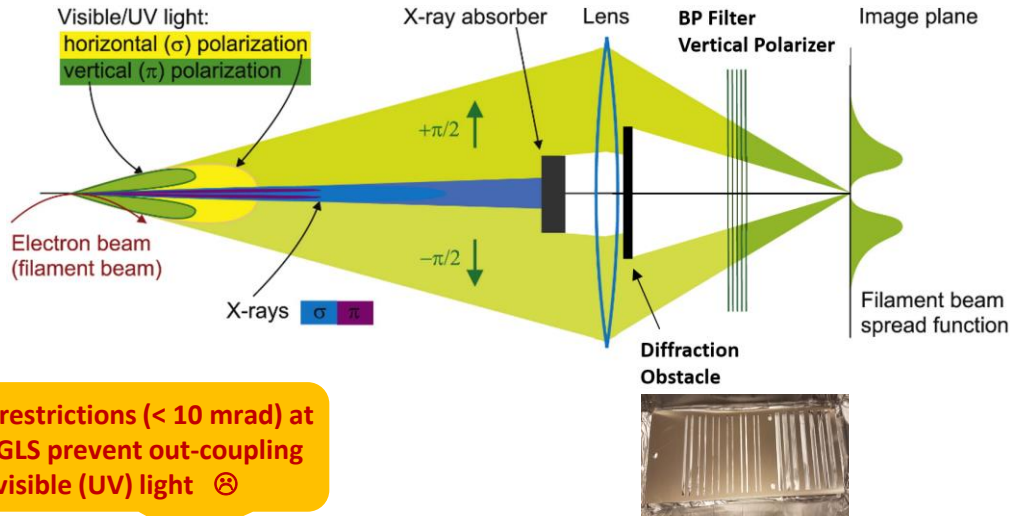 Visible/UV light:
horizontal (σ) polarization
vertical (π) polarization
X-ray absorber
Lens
BP Filter
Vertical Polarizer
Image plane
+π/2
−π/2
Electron beam
(filament beam)
X-rays σ π
Diffraction
Obstacle
Filament beam
spread function
restrictions (< 10 mrad) at
GLS prevent out-coupling
visible (UV) light ☹